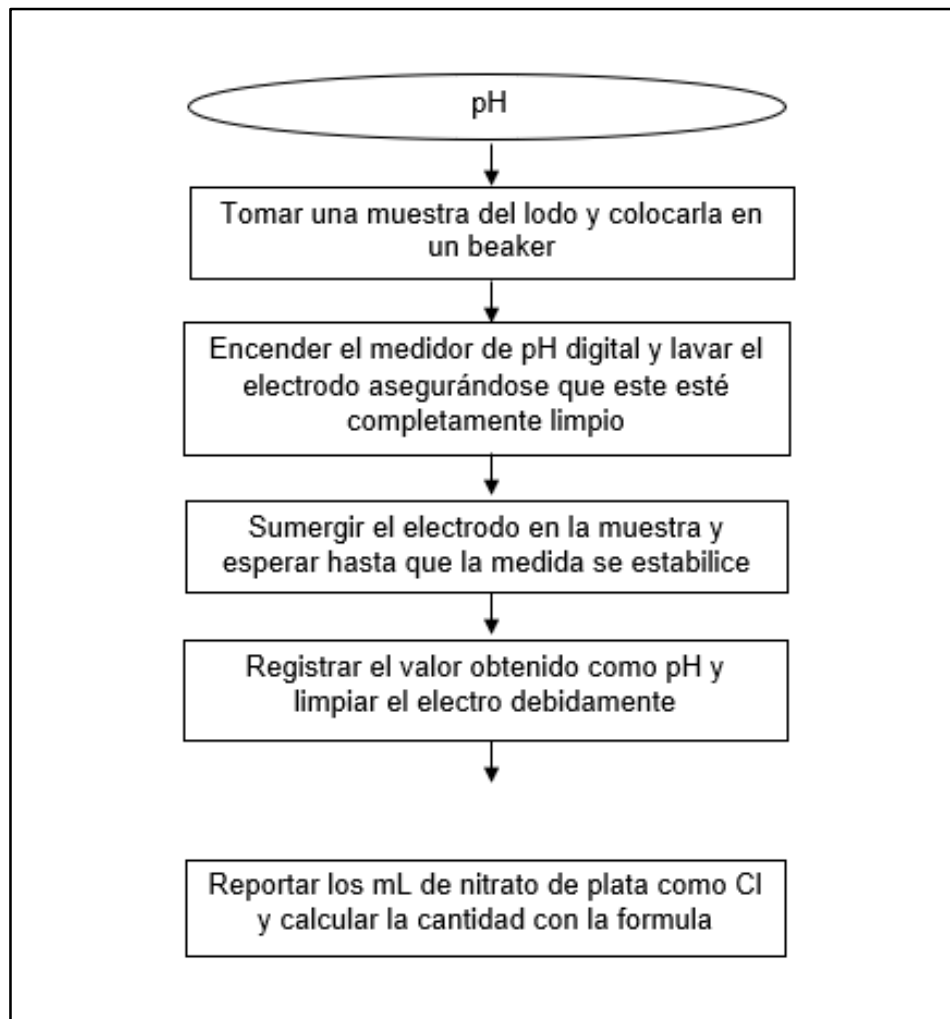 pH
Tomar una muestra del lodo y colocarla en
un beaker
Encender el medidor de pH digital y lavar el
electrodo asegurándose que este esté
completamente limpio
Sumergir el electrodo en la muestra y
esperar hasta que la medida se estabilice
Registrar el valor obtenido como pH y
limpiar el electro debidamente
Reportar los mL de nitrato de plata como Cl
y calcular la cantidad con la formula